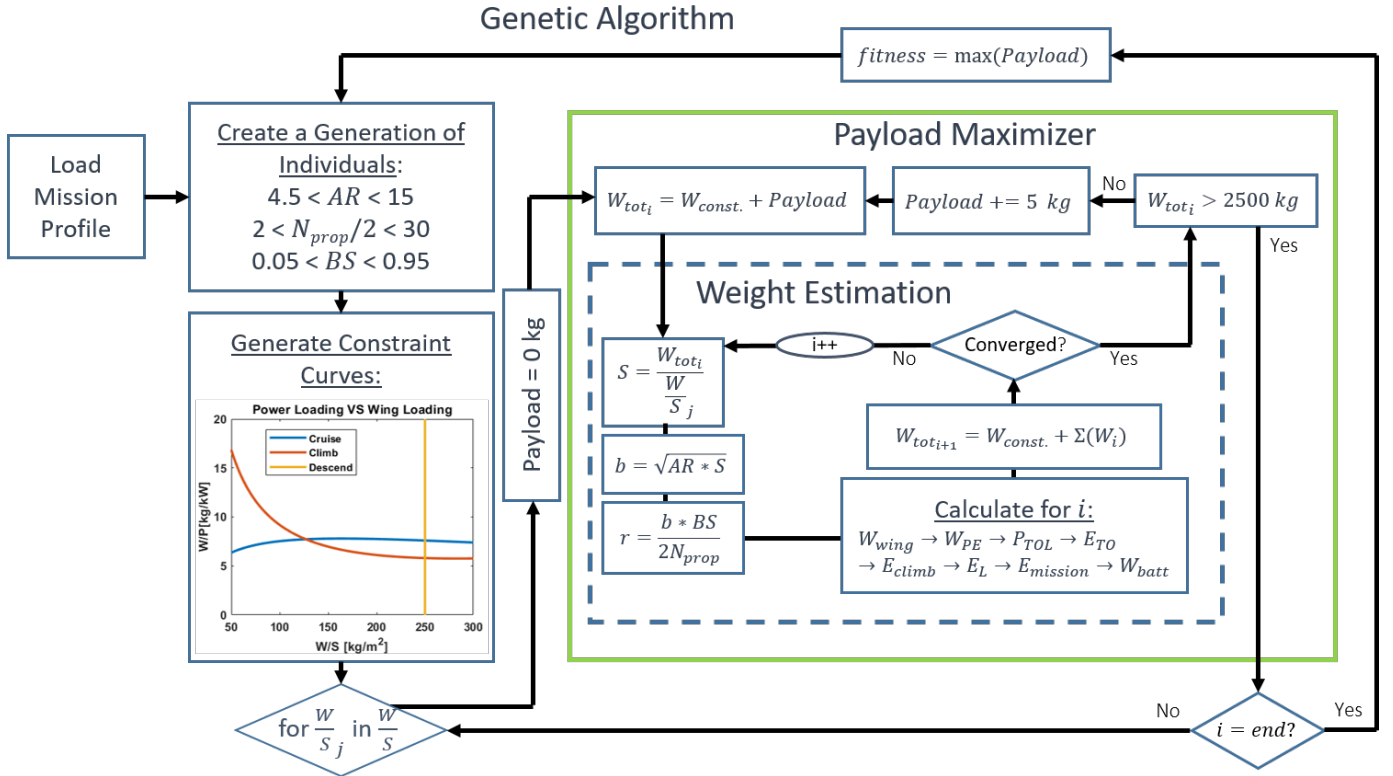 Genetic Algorithm
fitness = max(Payload)
Load
Mission
Profile
Create a Generation of
Individuals:
4.5 < AR < 15
2 < N_prop/2 < 30
0.05 < BS < 0.95
Generate Constraint
Curves:
Power Loading VS Wing Loading
Cruise
Climb
Descend
W/P[kg/kW]
20
15
10
5
0
50
100
150
200
250
300
W/S [kg/m²]
for W/S_j in W/S
Payload = 0 kg
Payload Maximizer
W_tot_i = W_const. + Payload
Payload += 5 kg
No
W_tot_i > 2500 kg
Yes
Weight Estimation
S = W_tot_i / (W/S)_j
i++
No
Converged?
Yes
b = √(AR * S)
r = b * BS / 2N_prop
W_tot_i+1 = W_const. + Σ(W_i)
Calculate for i:
W_wing → W_PE → P_TOL → E_TO
→ E_climb → E_L → E_mission → W_batt
No
i = end?
Yes